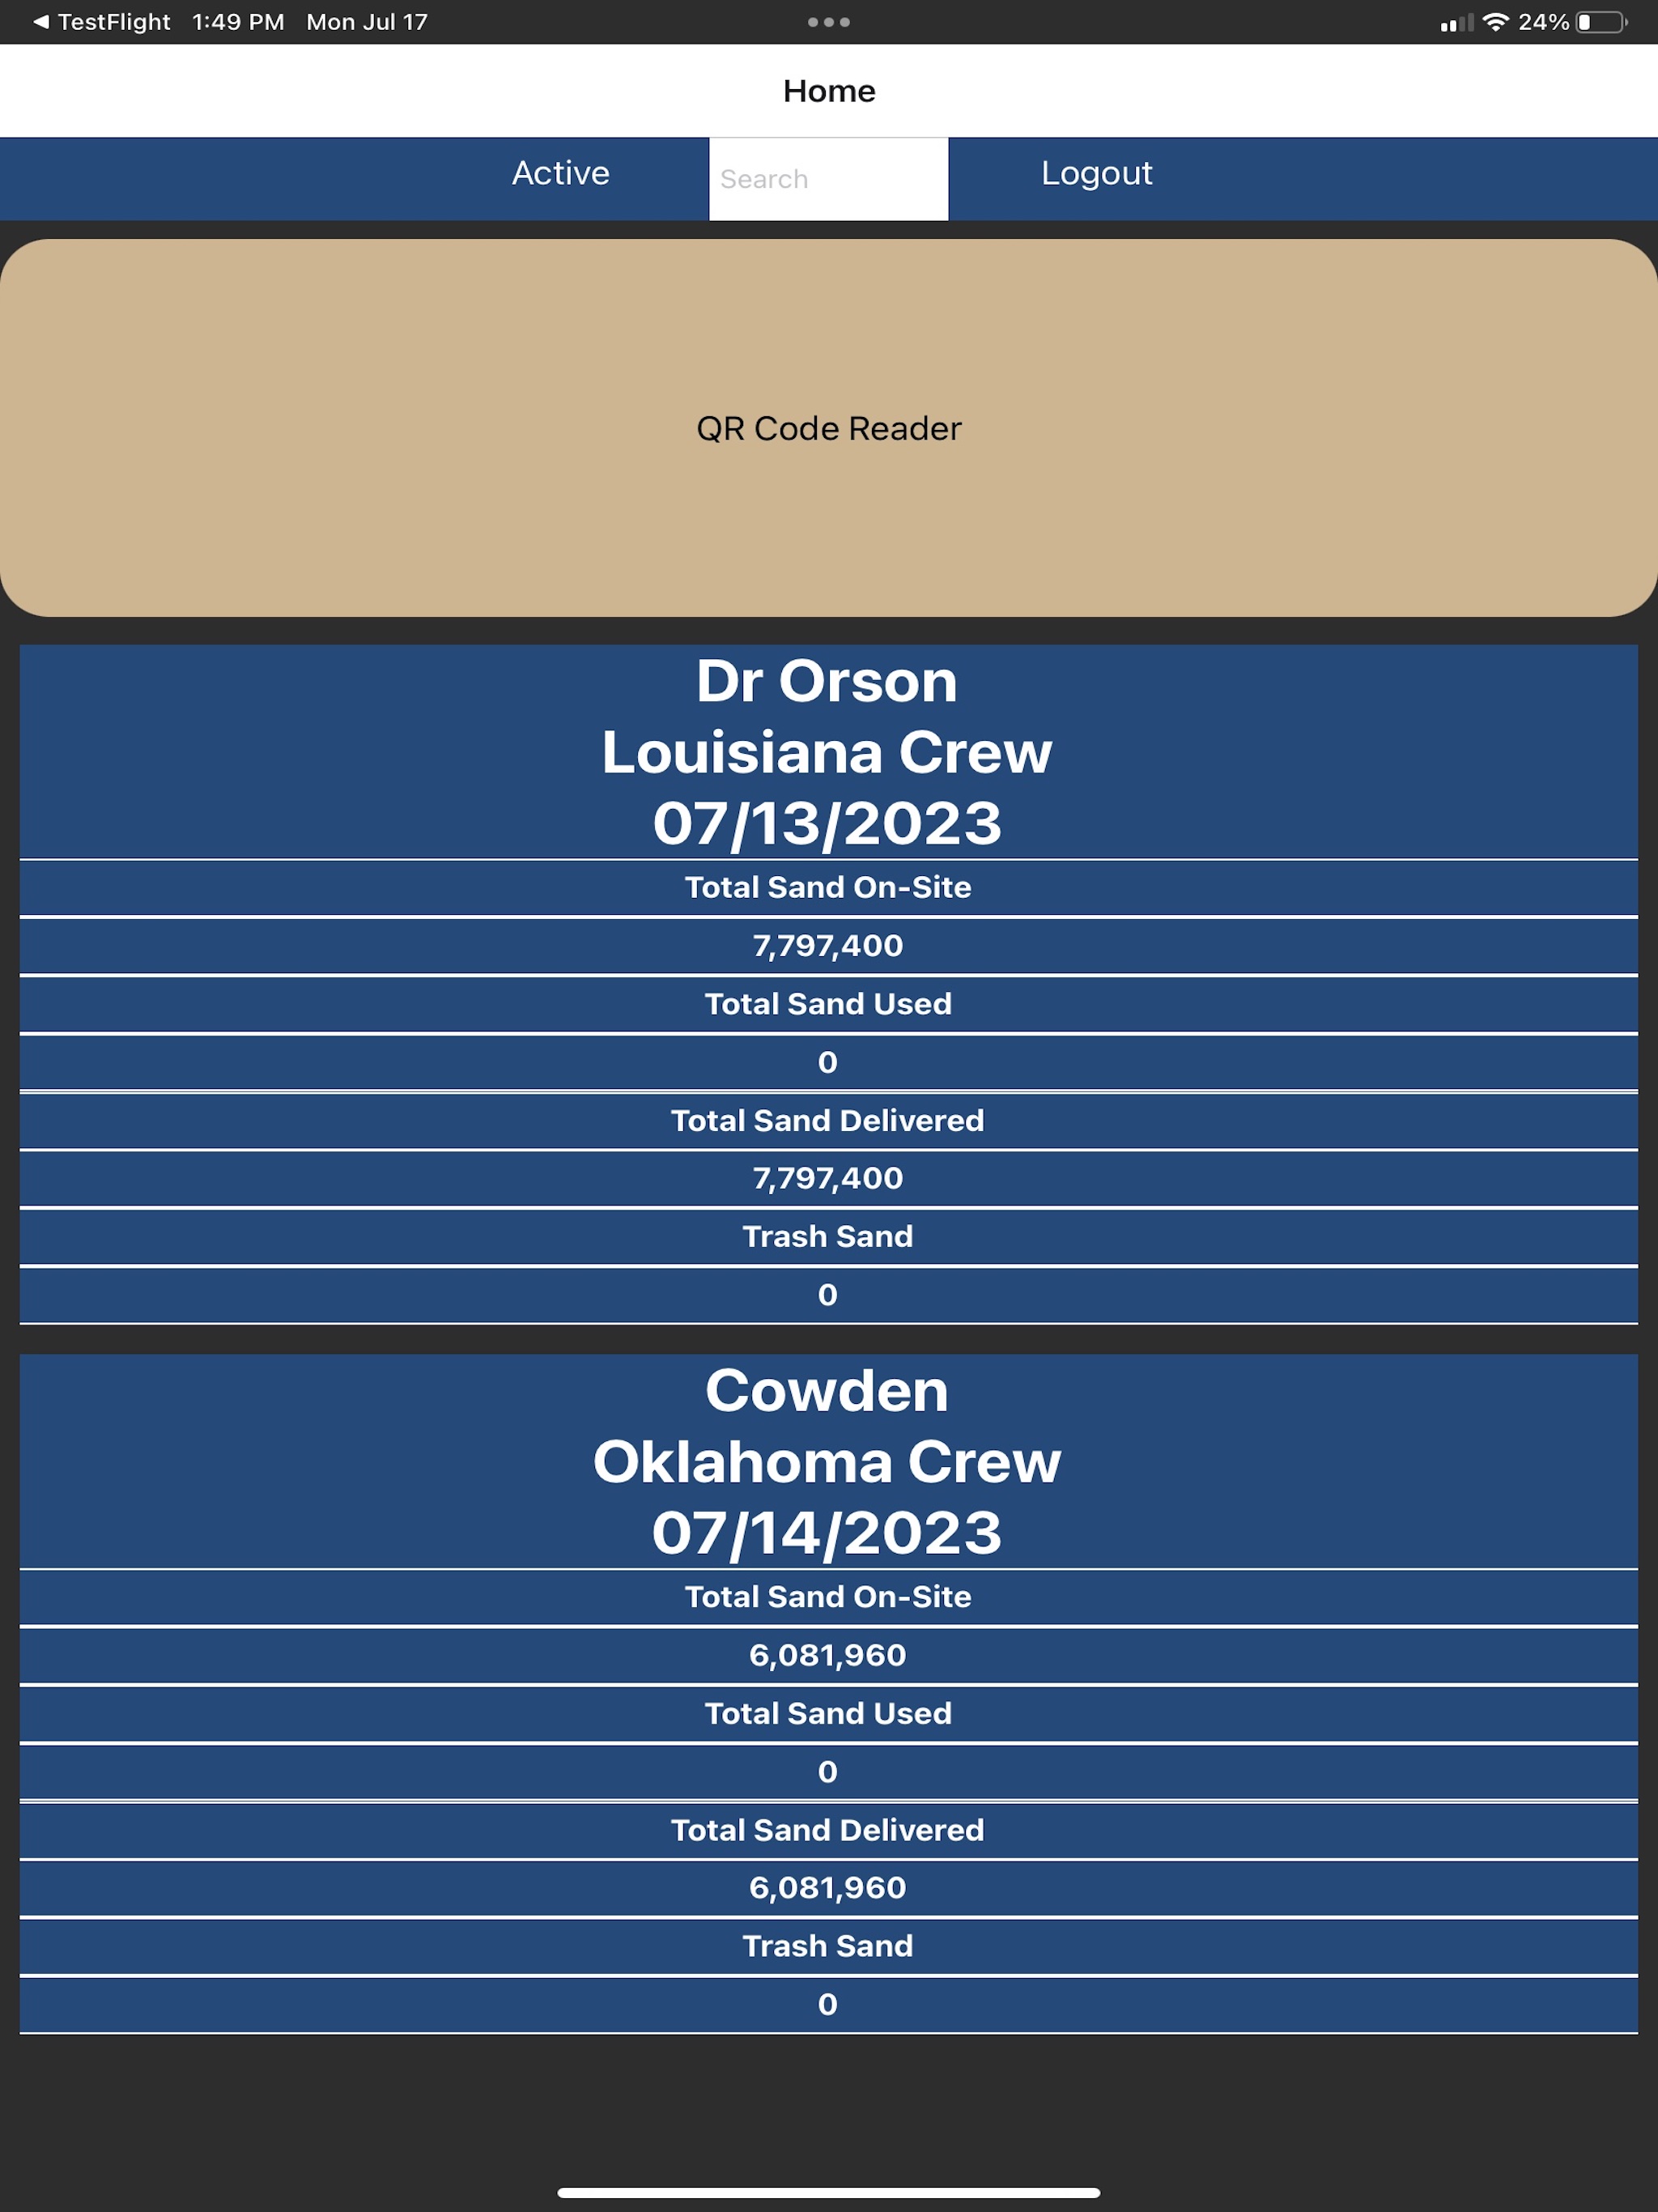 ◀ TestFlight 1:49 PM Mon Jul 17 24%
Home
Active Search Logout
QR Code Reader
Dr Orson
Louisiana Crew
07/13/2023
Total Sand On-Site
7,797,400
Total Sand Used
0
Total Sand Delivered
7,797,400
Trash Sand
0
Cowden
Oklahoma Crew
07/14/2023
Total Sand On-Site
6,081,960
Total Sand Used
0
Total Sand Delivered
6,081,960
Trash Sand
0